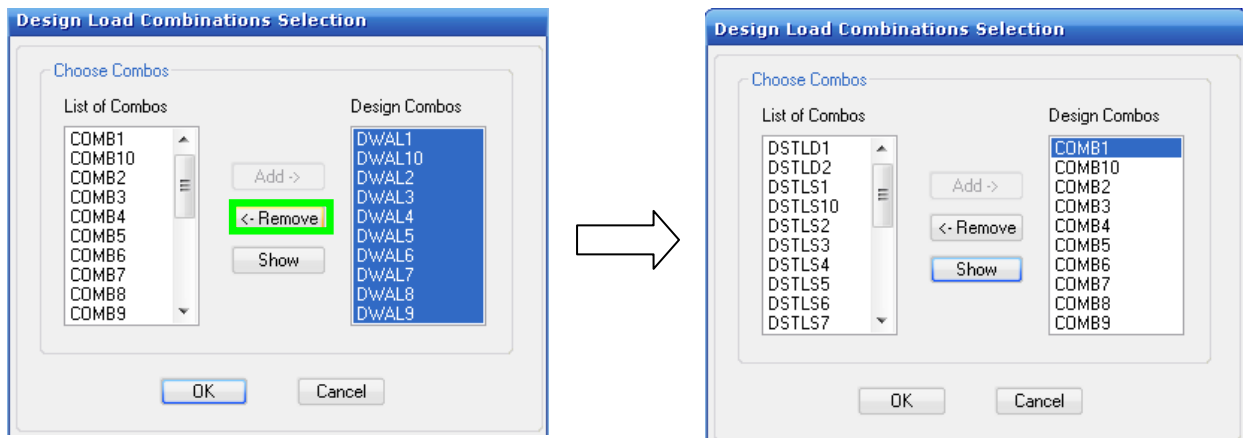 Design Load Combinations Selection
Choose Combos
List of Combos
Design Combos
COMB1
COMB10
COMB2
COMB3
COMB4
COMB5
COMB6
COMB7
COMB8
COMB9
Add ->
<- Remove
Show
DWAL1
DWAL10
DWAL2
DWAL3
DWAL4
DWAL5
DWAL6
DWAL7
DWAL8
DWAL9
OK
Cancel
Design Load Combinations Selection
Choose Combos
List of Combos
Design Combos
DSTLD1
DSTLD2
DSTLS1
DSTLS10
DSTLS2
DSTLS3
DSTLS4
DSTLS5
DSTLS6
DSTLS7
Add ->
<- Remove
Show
COMB1
COMB10
COMB2
COMB3
COMB4
COMB5
COMB6
COMB7
COMB8
COMB9
OK
Cancel